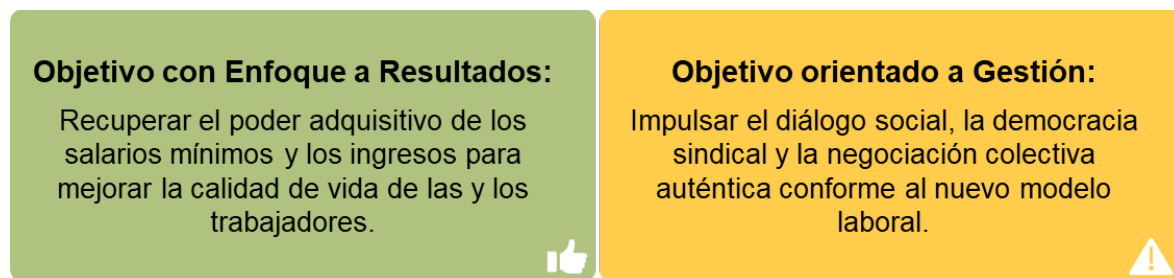 Objetivo con Enfoque a Resultados:
Recuperar el poder adquisitivo de los
salarios mínimos y los ingresos para
mejorar la calidad de vida de las y los
trabajadores.
Objetivo orientado a Gestión:
Impulsar el diálogo social, la democracia
sindical y la negociación colectiva
auténtica conforme al nuevo modelo
laboral.